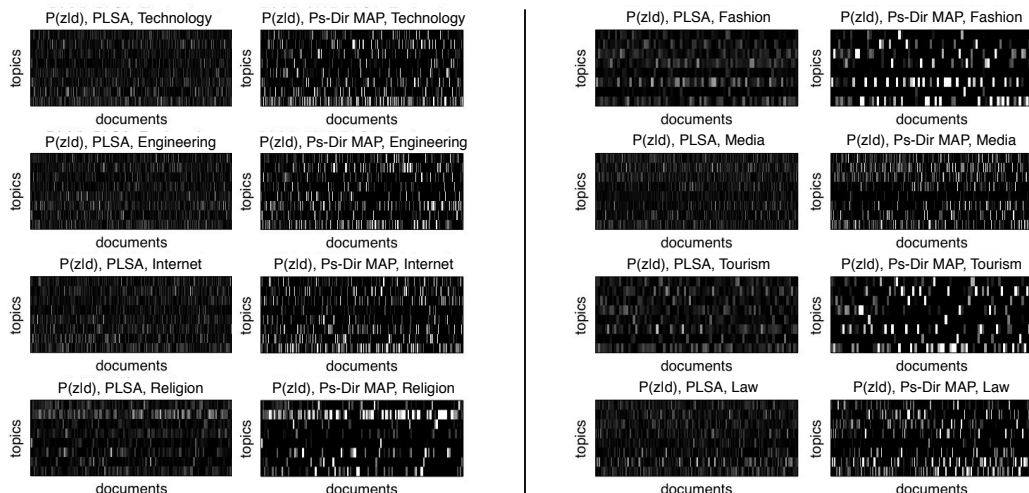 P(z|d), PLSA, Technology
topics
documents
P(z|d), Ps-Dir MAP, Technology
topics
documents
P(z|d), PLSA, Engineering
topics
documents
P(z|d), Ps-Dir MAP, Engineering
topics
documents
P(z|d), PLSA, Internet
topics
documents
P(z|d), Ps-Dir MAP, Internet
topics
documents
P(z|d), PLSA, Religion
topics
documents
P(z|d), Ps-Dir MAP, Religion
topics
documents
P(z|d), PLSA, Fashion
topics
documents
P(z|d), Ps-Dir MAP, Fashion
topics
documents
P(z|d), PLSA, Media
topics
documents
P(z|d), Ps-Dir MAP, Media
topics
documents
P(z|d), PLSA, Tourism
topics
documents
P(z|d), Ps-Dir MAP, Tourism
topics
documents
P(z|d), PLSA, Law
topics
documents
P(z|d), Ps-Dir MAP, Law
topics
documents